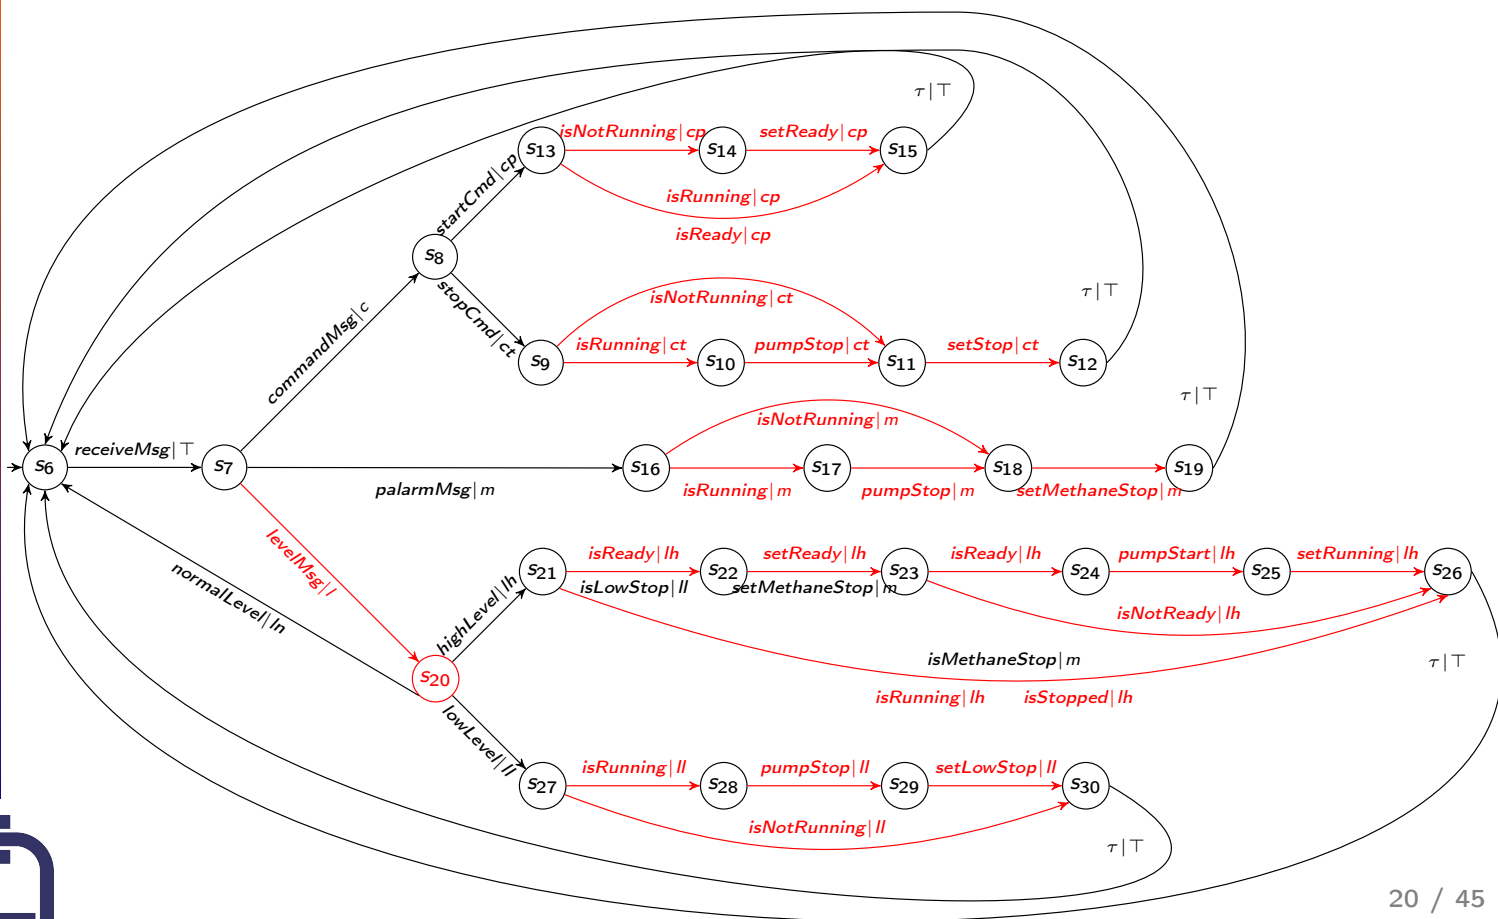 τ|⊤
isNotRunning|cp
setReady|cp
s13
s14
s15
startCmd|cp
isRunning|cp
isReady|cp
s8
stopCmd|ct
τ|⊤
isNotRunning|ct
commandMsg|c
isRunning|ct
pumpStop|ct
setStop|ct
s9
s10
s11
s12
τ|⊤
isNotRunning|m
receiveMsg|⊤
s6
s7
s16
s17
s18
s19
palarmMsg|m
isRunning|m
pumpStop|m
setMethaneStop|m
levelMsg|l
isReady|lh
setReady|lh
isReady|lh
pumpStart|lh
setRunning|lh
s21
s22
s23
s24
s25
s26
isLowStop|ll
setMethaneStop|m
normalLevel|ln
highLevel|lh
isNotReady|lh
isMethaneStop|m
τ|⊤
s20
isRunning|lh
isStopped|lh
lowLevel|ll
isRunning|ll
pumpStop|ll
setLowStop|ll
s27
s28
s29
s30
isNotRunning|ll
τ|⊤
20 / 45